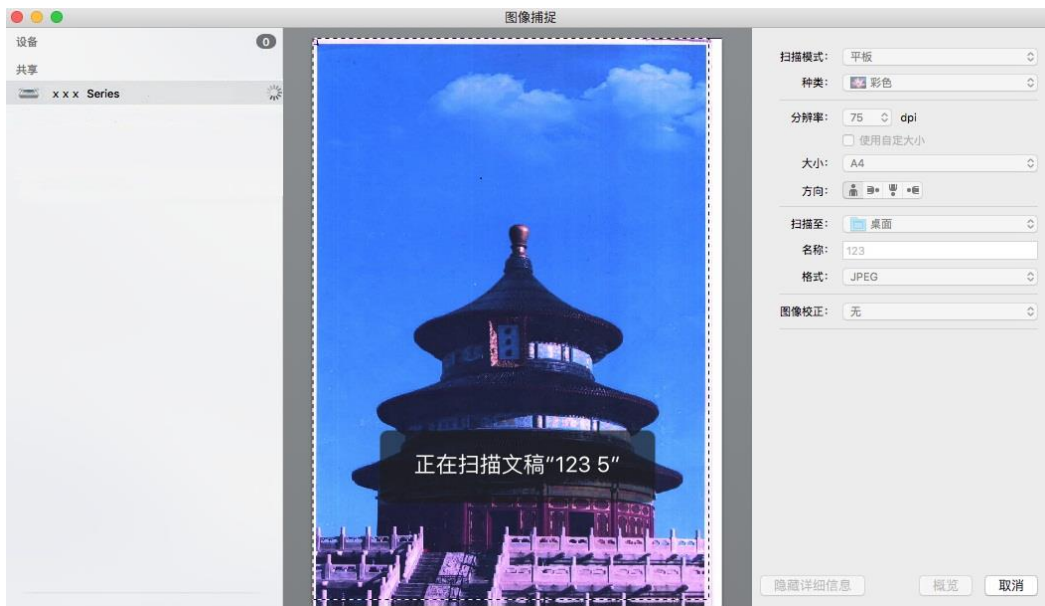 图像捕捉
设备 0
共享
x x x Series
扫描模式: 平板
种类: 彩色
分辨率: 75 dpi
使用自定大小
大小: A4
方向:
扫描至: 桌面
名称: 123
格式: JPEG
图像校正: 无
正在扫描文稿“123 5”
隐藏详细信息 概览 取消